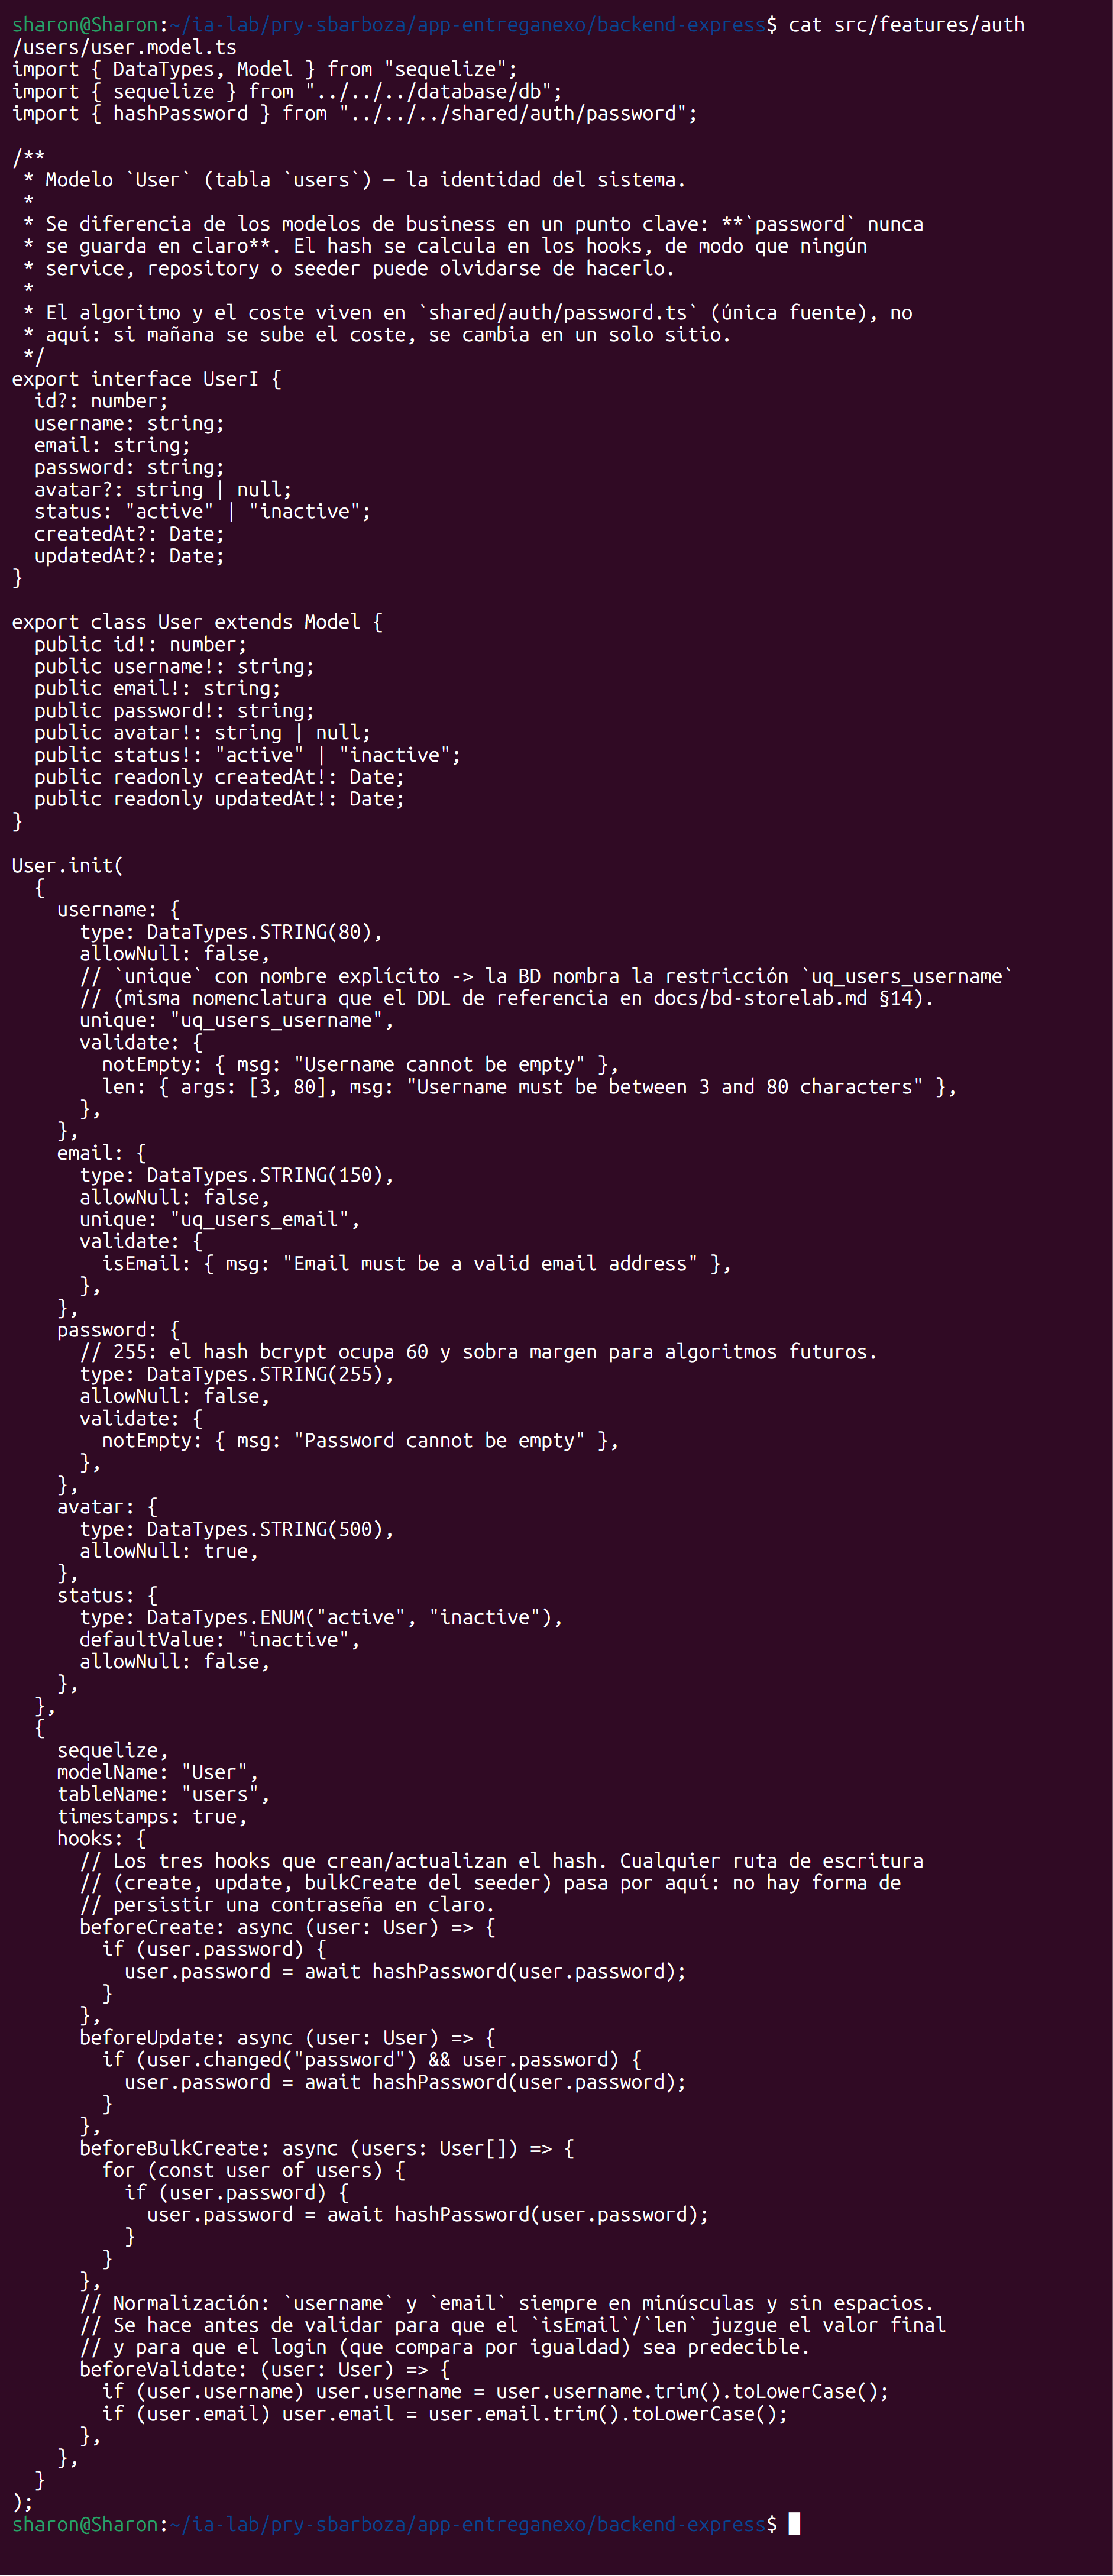 sharon@Sharon:~/ia-lab/pry-sbarboza/app-entreganexo/backend-express$ cat src/features/auth
/users/user.model.ts
import { DataTypes, Model } from "sequelize";
import { sequelize } from "../../../database/db";
import { hashPassword } from "../../../shared/auth/password";

/**
 * Modelo `User` (tabla `users`) — la identidad del sistema.
 *
 * Se diferencia de los modelos de business en un punto clave: **`password` nunca
 * se guarda en claro**. El hash se calcula en los hooks, de modo que ningún
 * service, repository o seeder puede olvidarse de hacerlo.
 *
 * El algoritmo y el coste viven en `shared/auth/password.ts` (única fuente), no
 * aquí: si mañana se sube el coste, se cambia en un solo sitio.
 */
export interface UserI {
  id?: number;
  username: string;
  email: string;
  password: string;
  avatar?: string | null;
  status: "active" | "inactive";
  createdAt?: Date;
  updatedAt?: Date;
}

export class User extends Model {
  public id!: number;
  public username!: string;
  public email!: string;
  public password!: string;
  public avatar!: string | null;
  public status!: "active" | "inactive";
  public readonly createdAt!: Date;
  public readonly updatedAt!: Date;
}

User.init(
  {
    username: {
      type: DataTypes.STRING(80),
      allowNull: false,
      // `unique` con nombre explícito -> la BD nombra la restricción `uq_users_username`
      // (misma nomenclatura que el DDL de referencia en docs/bd-storelab.md §14).
      unique: "uq_users_username",
      validate: {
        notEmpty: { msg: "Username cannot be empty" },
        len: { args: [3, 80], msg: "Username must be between 3 and 80 characters" },
      },
    },
    email: {
      type: DataTypes.STRING(150),
      allowNull: false,
      unique: "uq_users_email",
      validate: {
        isEmail: { msg: "Email must be a valid email address" },
      },
    },
    password: {
      // 255: el hash bcrypt ocupa 60 y sobra margen para algoritmos futuros.
      type: DataTypes.STRING(255),
      allowNull: false,
      validate: {
        notEmpty: { msg: "Password cannot be empty" },
      },
    },
    avatar: {
      type: DataTypes.STRING(500),
      allowNull: true,
    },
    status: {
      type: DataTypes.ENUM("active", "inactive"),
      defaultValue: "inactive",
      allowNull: false,
    },
  },
  {
    sequelize,
    modelName: "User",
    tableName: "users",
    timestamps: true,
    hooks: {
      // Los tres hooks que crean/actualizan el hash. Cualquier ruta de escritura
      // (create, update, bulkCreate del seeder) pasa por aquí: no hay forma de
      // persistir una contraseña en claro.
      beforeCreate: async (user: User) => {
        if (user.password) {
          user.password = await hashPassword(user.password);
        }
      },
      beforeUpdate: async (user: User) => {
        if (user.changed("password") && user.password) {
          user.password = await hashPassword(user.password);
        }
      },
      beforeBulkCreate: async (users: User[]) => {
        for (const user of users) {
          if (user.password) {
            user.password = await hashPassword(user.password);
          }
        }
      },
      // Normalización: `username` y `email` siempre en minúsculas y sin espacios.
      // Se hace antes de validar para que el `isEmail`/`len` juzgue el valor final
      // y para que el login (que compara por igualdad) sea predecible.
      beforeValidate: (user: User) => {
        if (user.username) user.username = user.username.trim().toLowerCase();
        if (user.email) user.email = user.email.trim().toLowerCase();
      },
    },
  }
);
sharon@Sharon:~/ia-lab/pry-sbarboza/app-entreganexo/backend-express$